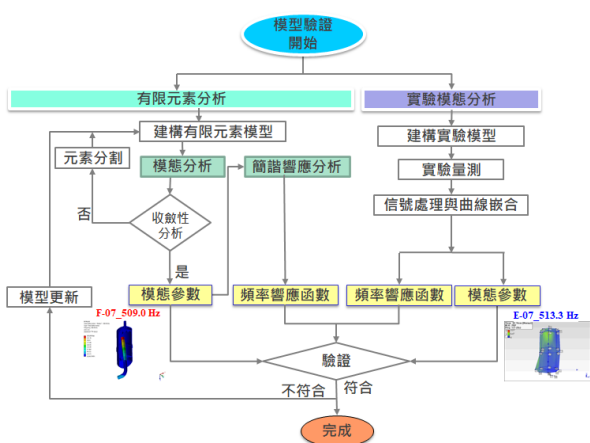 模型驗證
開始
有限元素分析
實驗模態分析
建構有限元素模型
建構實驗模型
元素分割
模態分析
簡諧響應分析
實驗量測
信號處理與曲線嵌合
否
收斂性
分析
是
模型更新
模態參數
頻率響應函數
頻率響應函數
模態參數
F-07_509.0 Hz
E-07_513.3 Hz
驗證
不符合
符合
完成